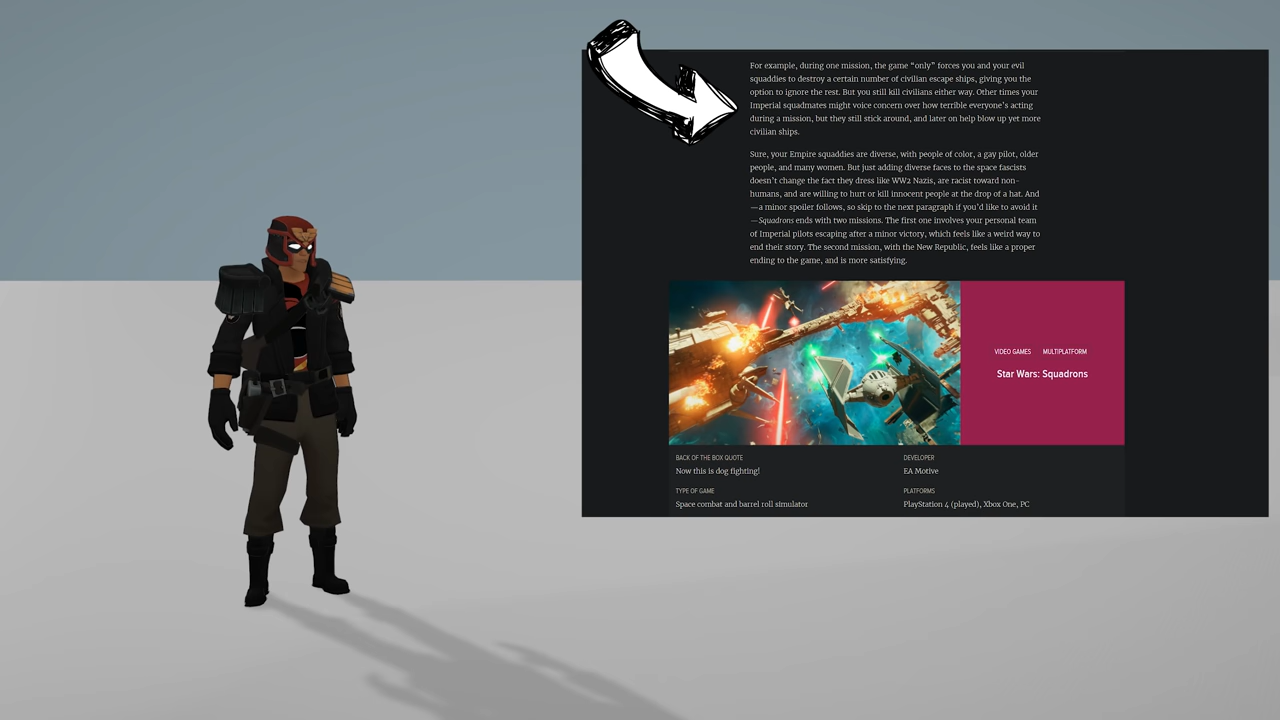 For example, during one mission, the game “only” forces you and your evil
squaddies to destroy a certain number of civilian escape ships, giving you the
option to ignore the rest. But you still kill civilians either way. Other times your
Imperial squadmates might voice concern over how terrible everyone’s acting
during a mission, but they still stick around, and later on help blow up yet more
civilian ships.
Sure, your Empire squaddies are diverse, with people of color, a gay pilot, older
people, and many women. But just adding diverse faces to the space fascists
doesn’t change the fact they dress like WW2 Nazis, are racist toward non-
humans, and are willing to hurt or kill innocent people at the drop of a hat. And
—a minor spoiler follows, so skip to the next paragraph if you’d like to avoid it
—Squadrons ends with two missions. The first one involves your personal team
of Imperial pilots escaping after a minor victory, which feels like a weird way to
end their story. The second mission, with the New Republic, feels like a proper
ending to the game, and is more satisfying.
VIDEO GAMES MULTIPLATFORM
Star Wars: Squadrons
BACK OF THE BOX QUOTE
Now this is dog fighting!
DEVELOPER
EA Motive
TYPE OF GAME
Space combat and barrel roll simulator
PLATFORMS
PlayStation 4 (played), Xbox One, PC